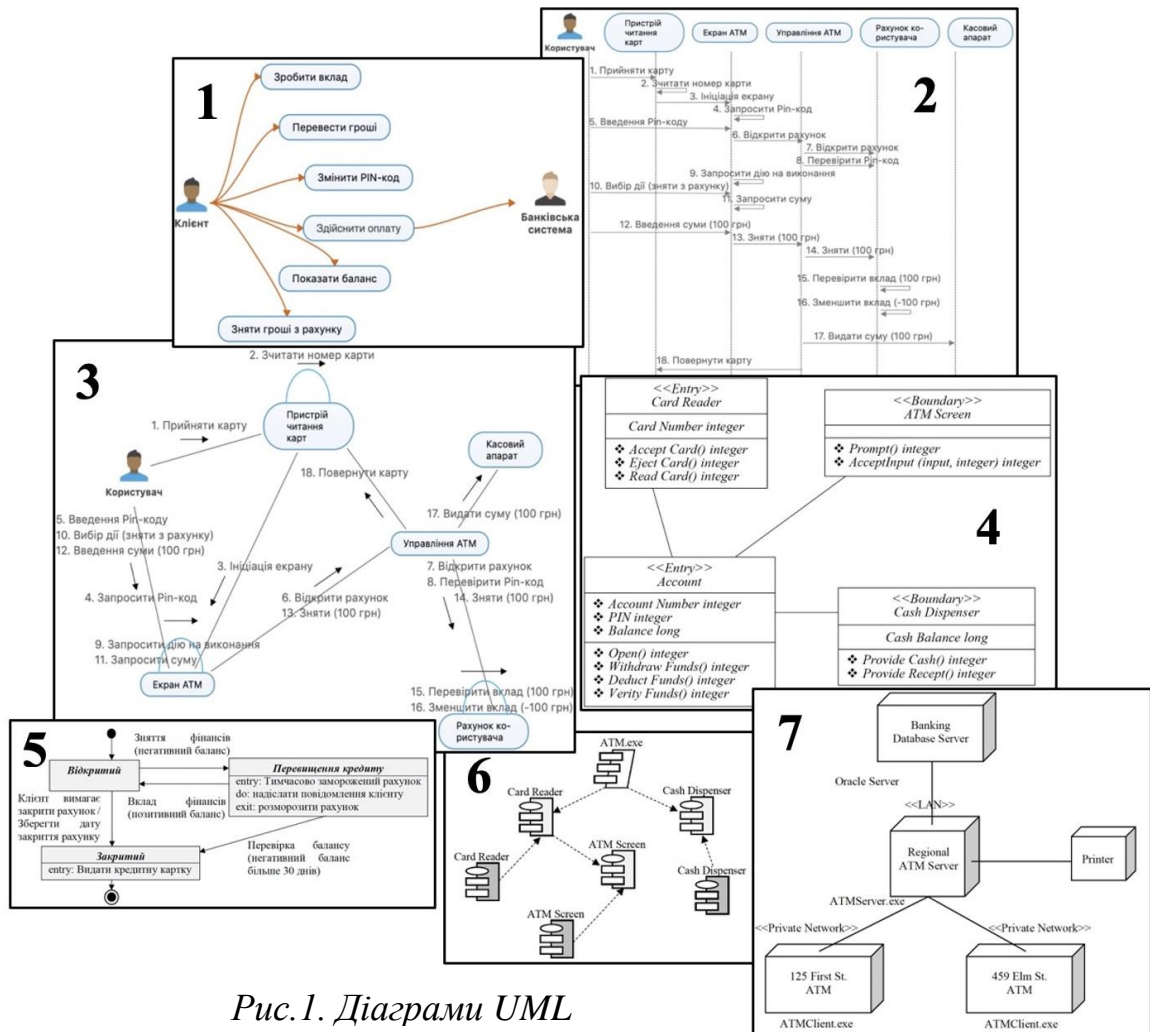 1
Зробити вклад
Перевести гроші
Змінити PIN-код
Клієнт
Здійснити оплату
Банківська
система
Показати баланс
Зняти гроші з рахунку
2
Користувач
Пристрій
читання
карт
Екран ATM
Управління ATM
Рахунок ко-
ристувача
Касовий
апарат
1. Прийняти карту
2. Зчитати номер карти
3. Ініціація екрану
4. Запросити Pin-код
5. Введення Pin-коду
6. Відкрити рахунок
7. Відкрити рахунок
8. Перевірити Pin-код
9. Запросити дію на виконання
10. Вибір дії (зняти з рахунку)
11. Запросити суму
12. Введення суми (100 грн)
13. Зняти (100 грн)
14. Зняти (100 грн)
15. Перевірити вклад (100 грн)
16. Зменшити вклад (-100 грн)
17. Видати суму (100 грн)
18. Повернути карту
3
2. Зчитати номер карти
Пристрій
читання
карт
1. Прийняти карту
Користувач
Касовий
апарат
18. Повернути карту
17. Видати суму (100 грн)
5. Введення Pin-коду
10. Вибір дії (зняти з рахунку)
12. Введення суми (100 грн)
Управління ATM
3. Ініціація екрану
7. Відкрити рахунок
8. Перевірити Pin-код
14. Зняти (100 грн)
4. Запросити Pin-код
6. Відкрити рахунок
13. Зняти (100 грн)
9. Запросити дію на виконання
11. Запросити суму
Екран ATM
15. Перевірити вклад (100 грн)
16. Зменшити вклад (-100 грн)
Рахунок ко-
ристувача
4
<<Entry>>
Card Reader
Card Number integer
❖ Accept Card() integer
❖ Eject Card() integer
❖ Read Card() integer
<<Boundary>>
ATM Screen
❖ Prompt() integer
❖ AcceptInput (input, integer) integer
<<Entry>>
Account
❖ Account Number integer
❖ PIN integer
❖ Balance long
❖ Open() integer
❖ Withdraw Funds() integer
❖ Deduct Funds() integer
❖ Verity Funds() integer
<<Boundary>>
Cash Dispenser
Cash Balance long
❖ Provide Cash() integer
❖ Provide Recept() integer
5
Зняття фінансів
(негативний баланс)
Відкритий
Перевищення кредиту
entry: Тимчасово заморожений рахунок
do: надіслати повідомлення клієнту
exit: розморозити рахунок
Клієнт вимагає
закрити рахунок /
Зберегти дату
закриття рахунку
Вклад фінансів
(позитивний баланс)
Закритий
entry: Видати кредитну картку
Перевірка балансу
(негативний баланс
більше 30 днів)
6
ATM.exe
Card Reader
Cash Dispenser
ATM Screen
Card Reader
Cash Dispenser
ATM Screen
7
Banking
Database Server
Oracle Server
<<LAN>>
Regional
ATM Server
Printer
ATMServer.exe
<<Private Network>>
<<Private Network>>
125 First St.
ATM
459 Elm St.
ATM
ATMClient.exe
ATMClient.exe
Рис.1. Діаграми UML